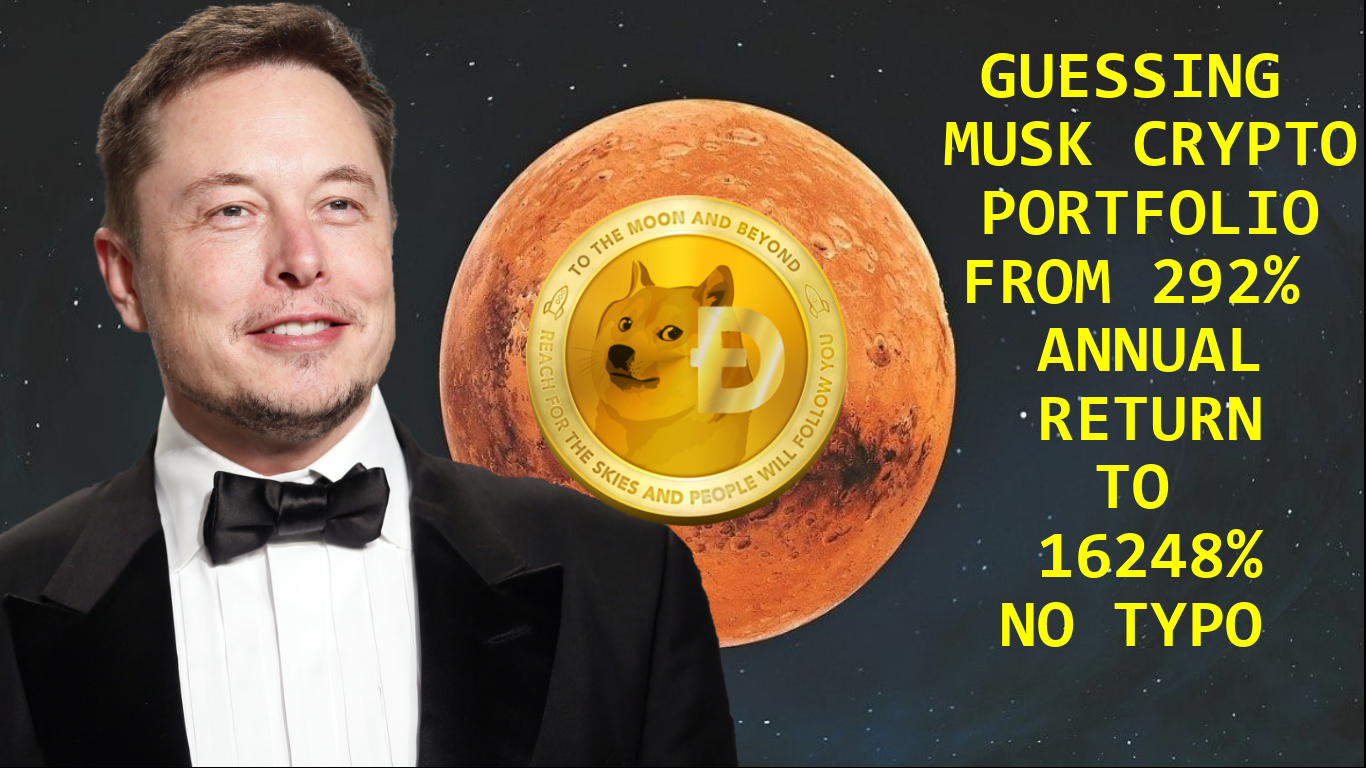 TO THE MOON AND BEYOND
REACH FOR THE SKIES AND PEOPLE WILL FOLLOW YOU
Ð
GUESSING
MUSK CRYPTO
PORTFOLIO
FROM 292%
ANNUAL
RETURN
TO
16248%
NO TYPO